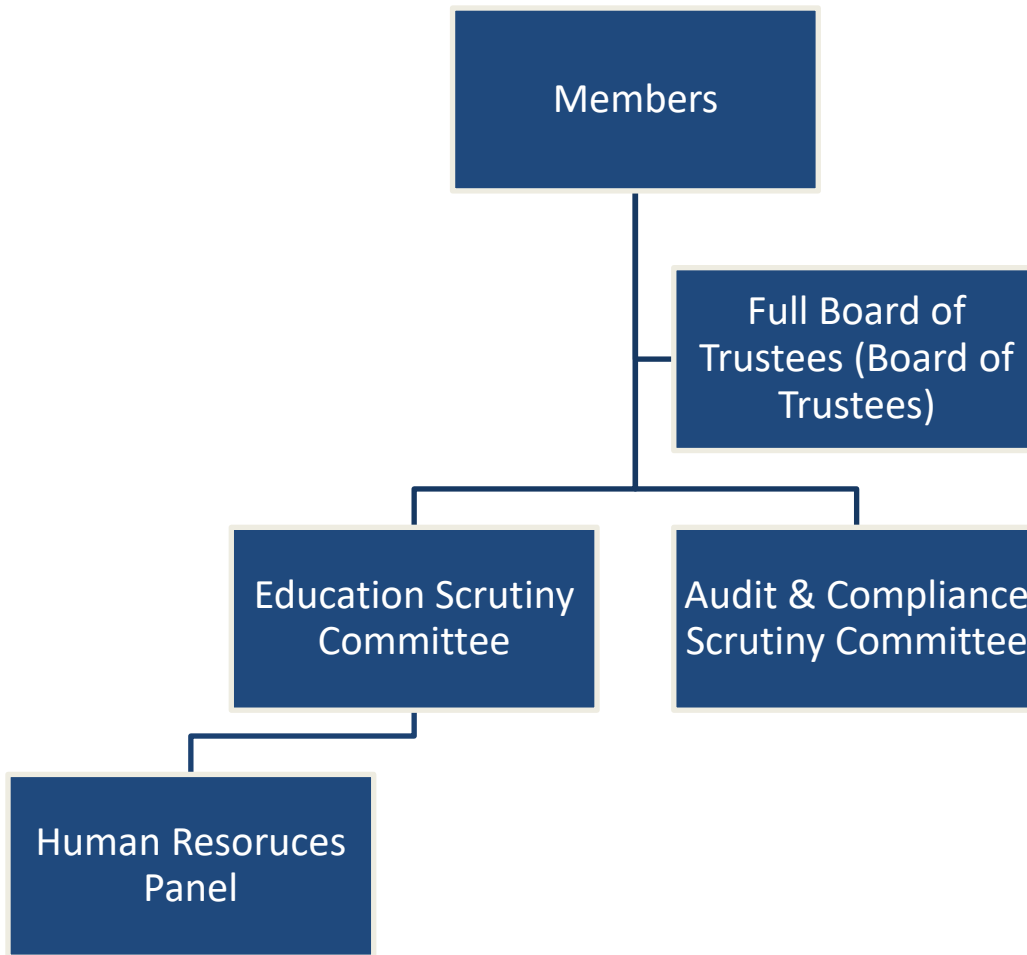 Members
Full Board of
Trustees (Board of
Trustees)
Education Scrutiny
Committee
Audit & Compliance
Scrutiny Committee
Human Resoruces
Panel